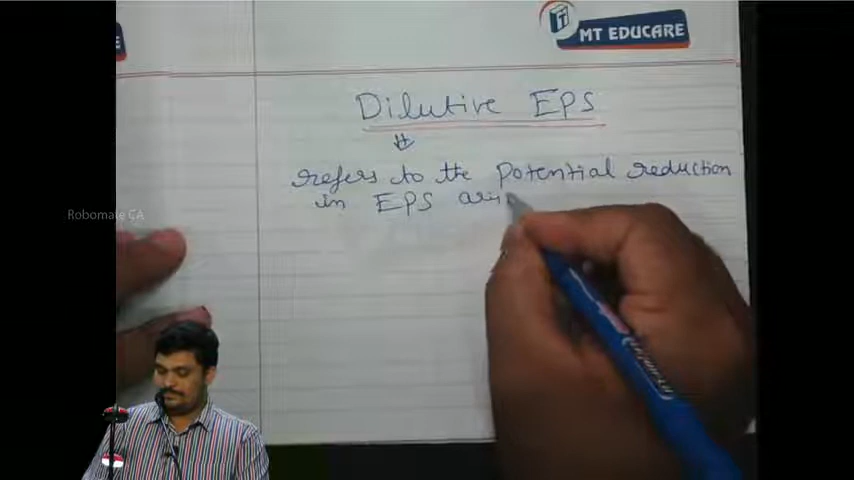 MT EDUCARE
Dilutive EPS
refers to the Potential reduction
in EPS
Robomate CA